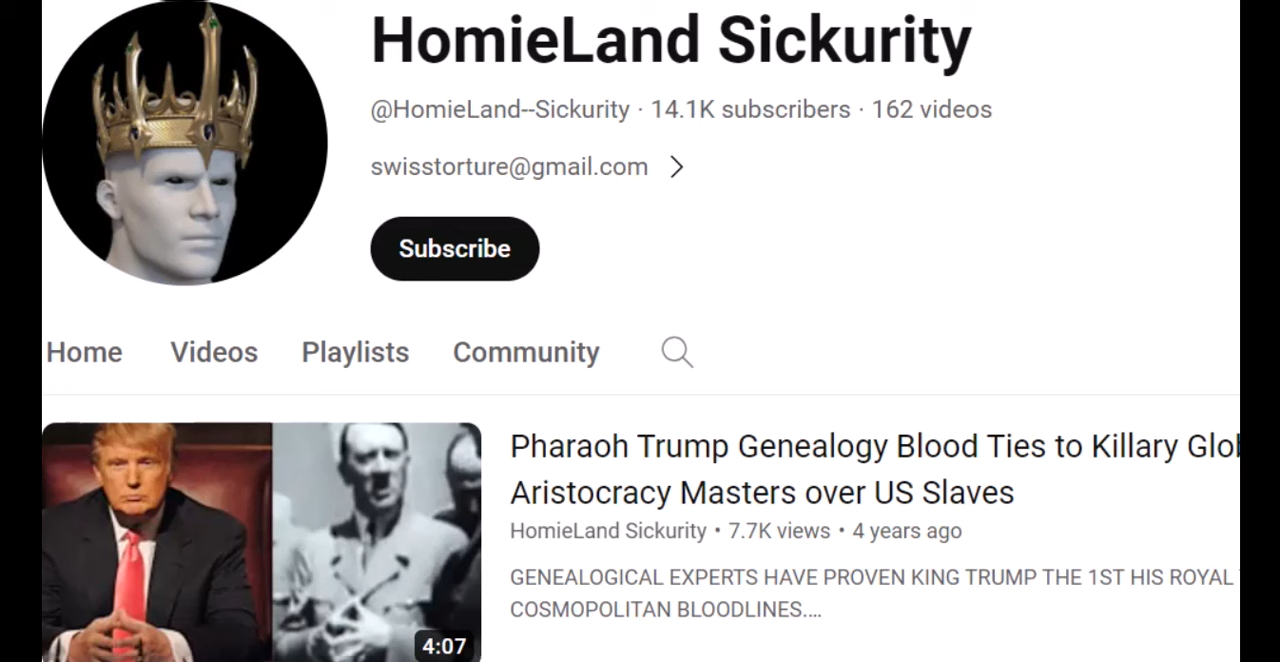 HomieLand Sickurity
@HomieLand--Sickurity · 14.1K subscribers · 162 videos
swisstorture@gmail.com
Subscribe
Home Videos Playlists Community
Pharaoh Trump Genealogy Blood Ties to Killary
Aristocracy Masters over US Slaves
HomieLand Sickurity • 7.7K views • 4 years ago
GENEALOGICAL EXPERTS HAVE PROVEN KING TRUMP THE 1ST HIS ROYAL
COSMOPOLITAN BLOODLINES....
4:07